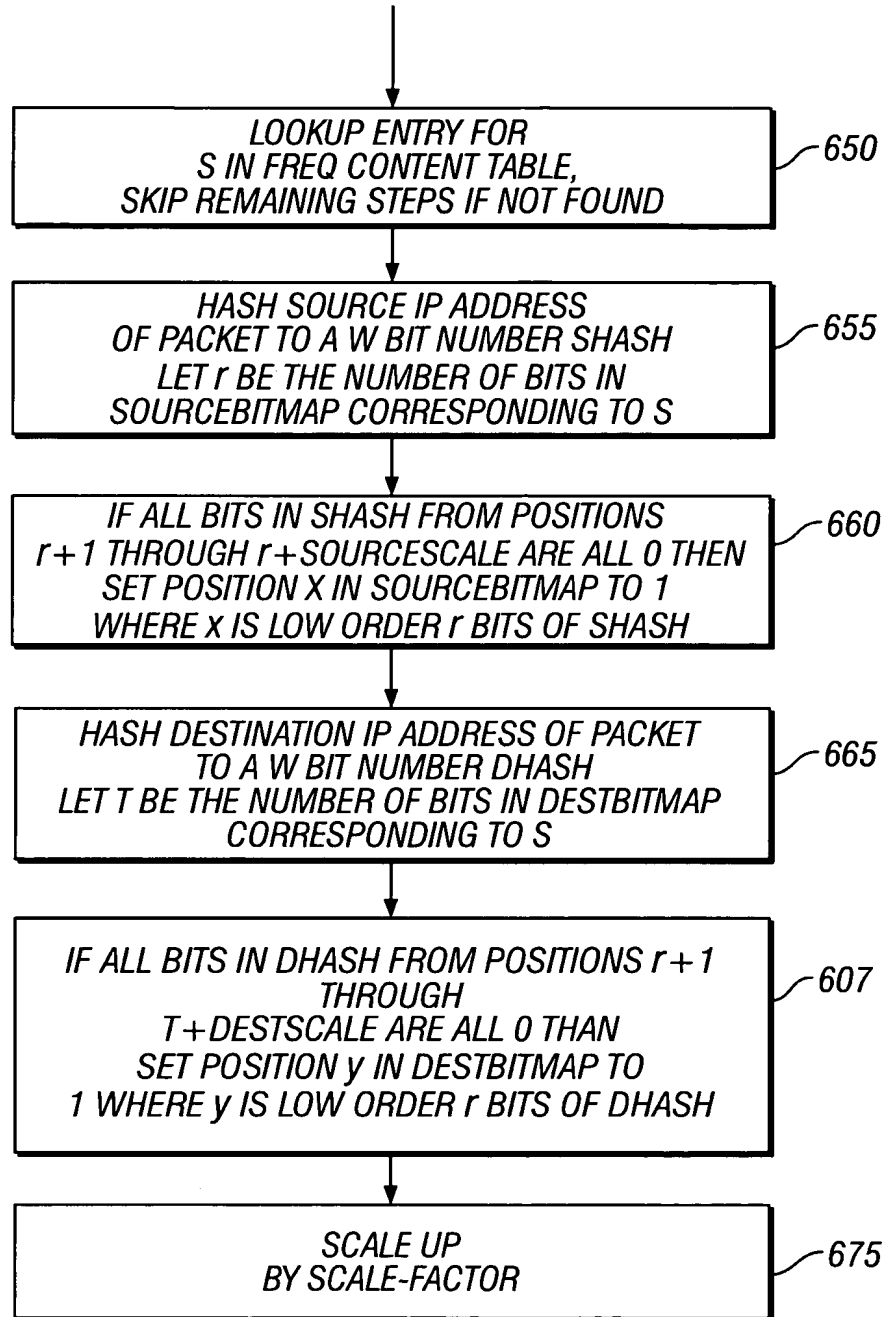 LOOKUP ENTRY FOR
S IN FREQ CONTENT TABLE,
SKIP REMAINING STEPS IF NOT FOUND
650
HASH SOURCE IP ADDRESS
OF PACKET TO A W BIT NUMBER SHASH
LET r BE THE NUMBER OF BITS IN
SOURCEBITMAP CORRESPONDING TO S
655
IF ALL BITS IN SHASH FROM POSITIONS
r+1 THROUGH r+SOURCESCALE ARE ALL 0 THEN
SET POSITION X IN SOURCEBITMAP TO 1
WHERE x IS LOW ORDER r BITS OF SHASH
660
HASH DESTINATION IP ADDRESS OF PACKET
TO A W BIT NUMBER DHASH
LET T BE THE NUMBER OF BITS IN DESTBITMAP
CORRESPONDING TO S
665
IF ALL BITS IN DHASH FROM POSITIONS r+1
THROUGH
T+DESTSCALE ARE ALL 0 THAN
SET POSITION y IN DESTBITMAP TO
1 WHERE y IS LOW ORDER r BITS OF DHASH
607
SCALE UP
BY SCALE-FACTOR
675